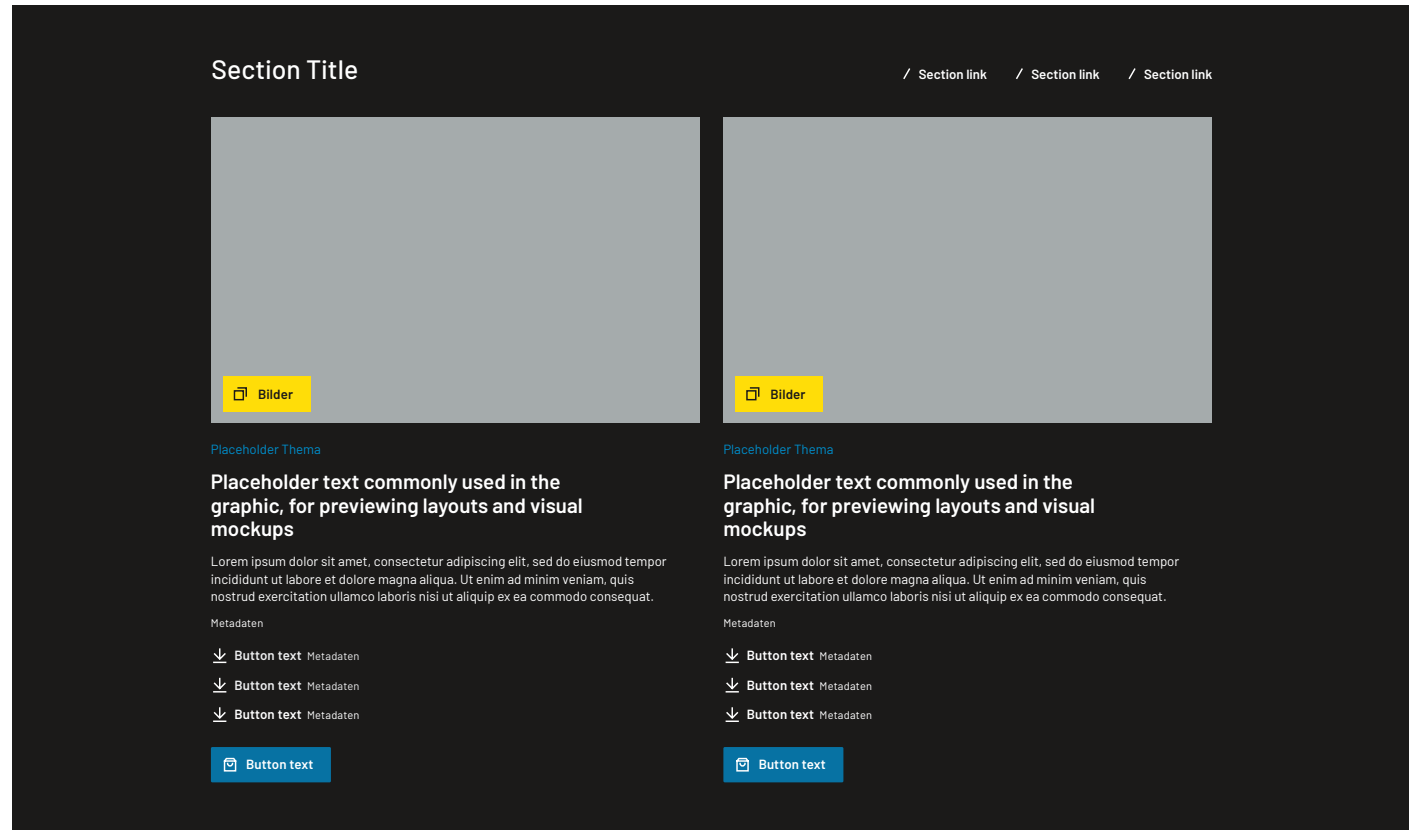 Section Title
/ Section link / Section link / Section link
Bilder
Bilder
Placeholder Thema
Placeholder text commonly used in the
graphic, for previewing layouts and visual
mockups
Lorem ipsum dolor sit amet, consectetur adipiscing elit, sed do eiusmod tempor
incididunt ut labore et dolore magna aliqua. Ut enim ad minim veniam, quis
nostrud exercitation ullamco laboris nisi ut aliquip ex ea commodo consequat.
Metadaten
Button text Metadaten
Button text Metadaten
Button text Metadaten
Button text
Placeholder Thema
Placeholder text commonly used in the
graphic, for previewing layouts and visual
mockups
Lorem ipsum dolor sit amet, consectetur adipiscing elit, sed do eiusmod tempor
incididunt ut labore et dolore magna aliqua. Ut enim ad minim veniam, quis
nostrud exercitation ullamco laboris nisi ut aliquip ex ea commodo consequat.
Metadaten
Button text Metadaten
Button text Metadaten
Button text Metadaten
Button text